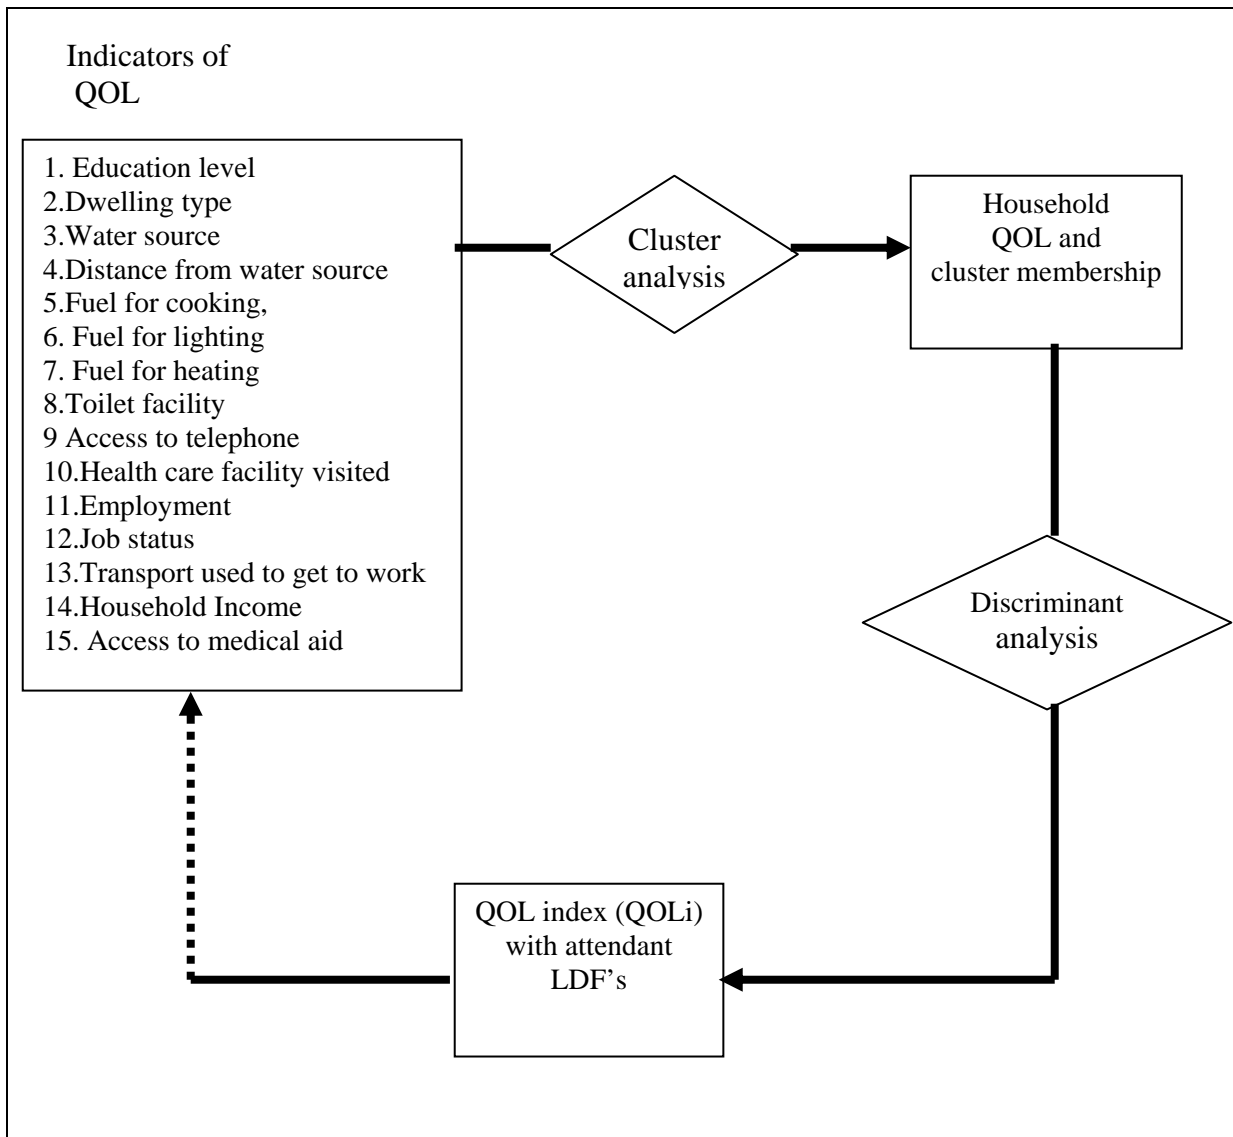 Indicators of
QOL
1. Education level
2.Dwelling type
3.Water source
4.Distance from water source
5.Fuel for cooking,
6. Fuel for lighting
7. Fuel for heating
8.Toilet facility
9 Access to telephone
10.Health care facility visited
11.Employment
12.Job status
13.Transport used to get to work
14.Household Income
15. Access to medical aid
Cluster
analysis
Household
QOL and
cluster membership
Discriminant
analysis
QOL index (QOLi)
with attendant
LDF’s